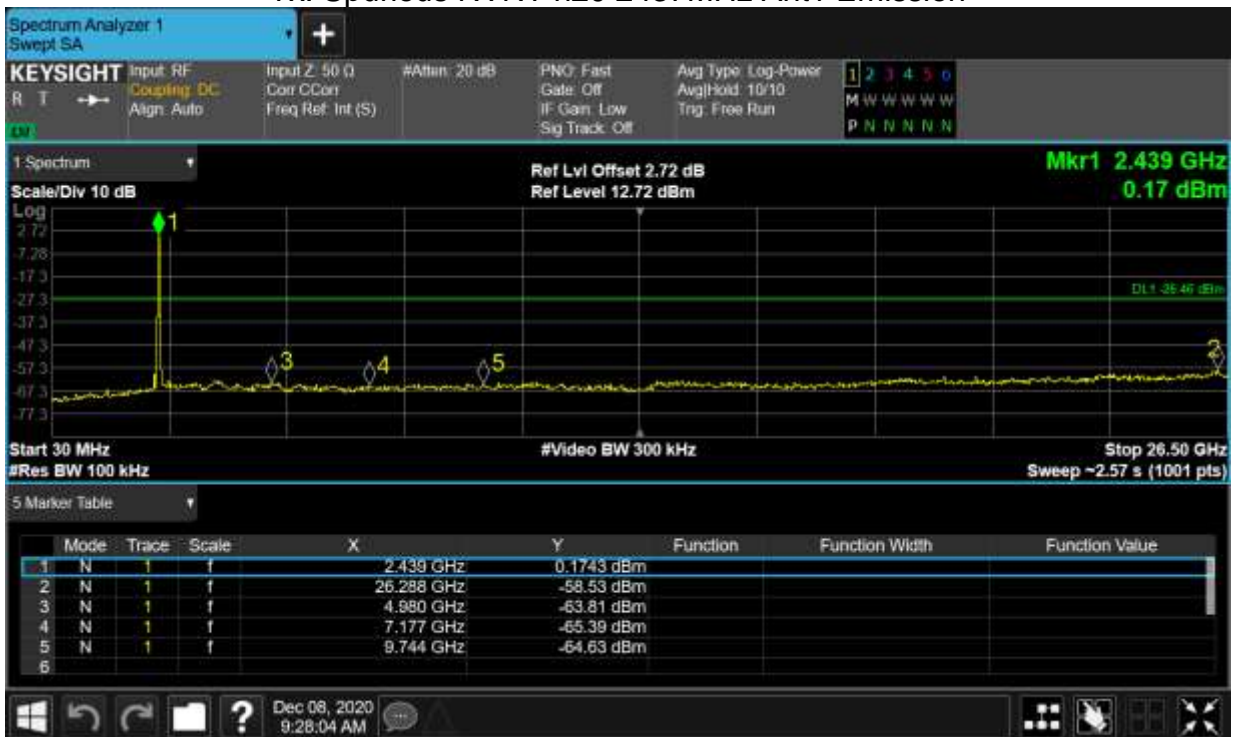 Spectrum Analyzer 1
Swept SA
+
KEYSIGHT Input: RF Input Z: 50 Ω #Atten: 20 dB PNO: Fast Avg Type: Log-Power 1 2 3 4 5 6
R T Coupling: DC Corr CCorr Gate: Off Avg|Hold: 10/10 M W W W W W
Align: Auto Freq Ref: Int (S) IF Gain: Low Trig: Free Run
Sig Track: Off P N N N N N
1 Spectrum Ref Lvl Offset 2.72 dB Mkr1 2.439 GHz
Scale/Div 10 dB Ref Level 12.72 dBm 0.17 dBm
Log
1
2.72
-7.28
-17.3
-27.3
DL1 -26.46 dBm
-37.3
-47.3
2
3 4 5
-57.3
-67.3
-77.3
Start 30 MHz #Video BW 300 kHz Stop 26.50 GHz
#Res BW 100 kHz Sweep ~2.57 s (1001 pts)
5 Marker Table
Mode Trace Scale X Y Function Function Width Function Value
1 N 1 f 2.439 GHz 0.1743 dBm
2 N 1 f 26.288 GHz -58.53 dBm
3 N 1 f 4.980 GHz -63.81 dBm
4 N 1 f 7.177 GHz -65.39 dBm
5 N 1 f 9.744 GHz -64.63 dBm
6
? Dec 08, 2020
9:28:04 AM